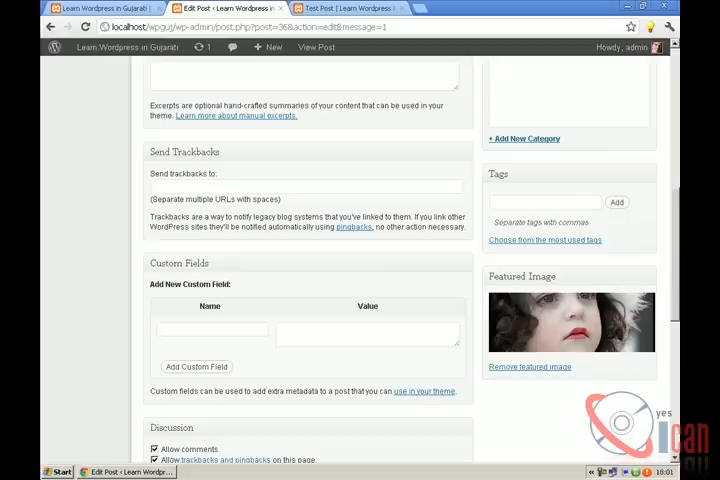 Learn Wordpress in Gujarati
Edit Post ‹ Learn Wordpress in
Test Post | Learn Wordpress in
localhost/wpguj/wp-admin/post.php?post=36&action=edit&message=1
Learn Wordpress in Gujarati 1 + New View Post Howdy, admin
Excerpts are optional hand-crafted summaries of your content that can be used in your
theme. Learn more about manual excerpts.
Send Trackbacks
Send trackbacks to:
(Separate multiple URLs with spaces)
Trackbacks are a way to notify legacy blog systems that you've linked to them. If you link other
WordPress sites they'll be notified automatically using pingbacks, no other action necessary.
Custom Fields
Add New Custom Field:
Name Value
Add Custom Field
Custom fields can be used to add extra metadata to a post that you can use in your theme.
Discussion
Allow comments.
Allow trackbacks and pingbacks on this page.
+ Add New Category
Tags
Add
Separate tags with commas
Choose from the most used tags
Featured Image
Remove featured image
yes
ican
Start Edit Post ‹ Learn Wordpr... 18:01